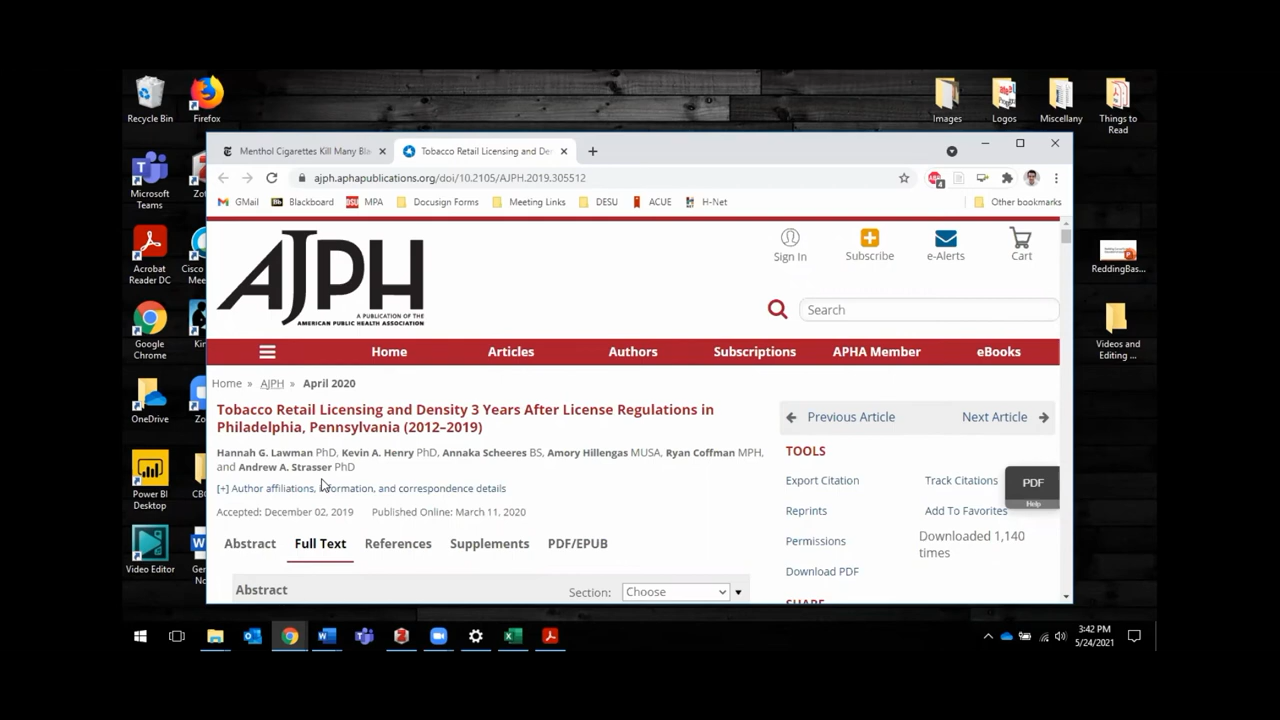 Recycle Bin
Firefox
Images
Logos
Miscellany
Things to
Read
Menthol Cigarettes Kill Many Bla
Tobacco Retail Licensing and De
ajph.aphapublications.org/doi/10.2105/AJPH.2019.305512
GMail
Blackboard
MPA
Docusign Forms
Meeting Links
DESU
ACUE
H-Net
Other bookmarks
Microsoft
Teams
Acrobat
Reader DC
Cisco
Google
Chrome
OneDrive
Power BI
Desktop
Video Editor
AJPH
A PUBLICATION OF THE
AMERICAN PUBLIC HEALTH ASSOCIATION
Sign In
Subscribe
e-Alerts
Cart
Search
Home
Articles
Authors
Subscriptions
APHA Member
eBooks
Home » AJPH » April 2020
Tobacco Retail Licensing and Density 3 Years After License Regulations in
Philadelphia, Pennsylvania (2012–2019)
Hannah G. Lawman PhD, Kevin A. Henry PhD, Annaka Scheeres BS, Amory Hillengas MUSA, Ryan Coffman MPH,
and Andrew A. Strasser PhD
[+] Author affiliations, information, and correspondence details
Accepted: December 02, 2019 Published Online: March 11, 2020
Abstract
Full Text
References
Supplements
PDF/EPUB
Abstract
Section:
Choose
Previous Article
Next Article
TOOLS
Export Citation
Track Citations
Reprints
Add To Favorites
Permissions
Downloaded 1,140
times
Download PDF
SHARE
PDF
Help
ReddingBas...
Videos and
Editing ...
3:42 PM
5/24/2021